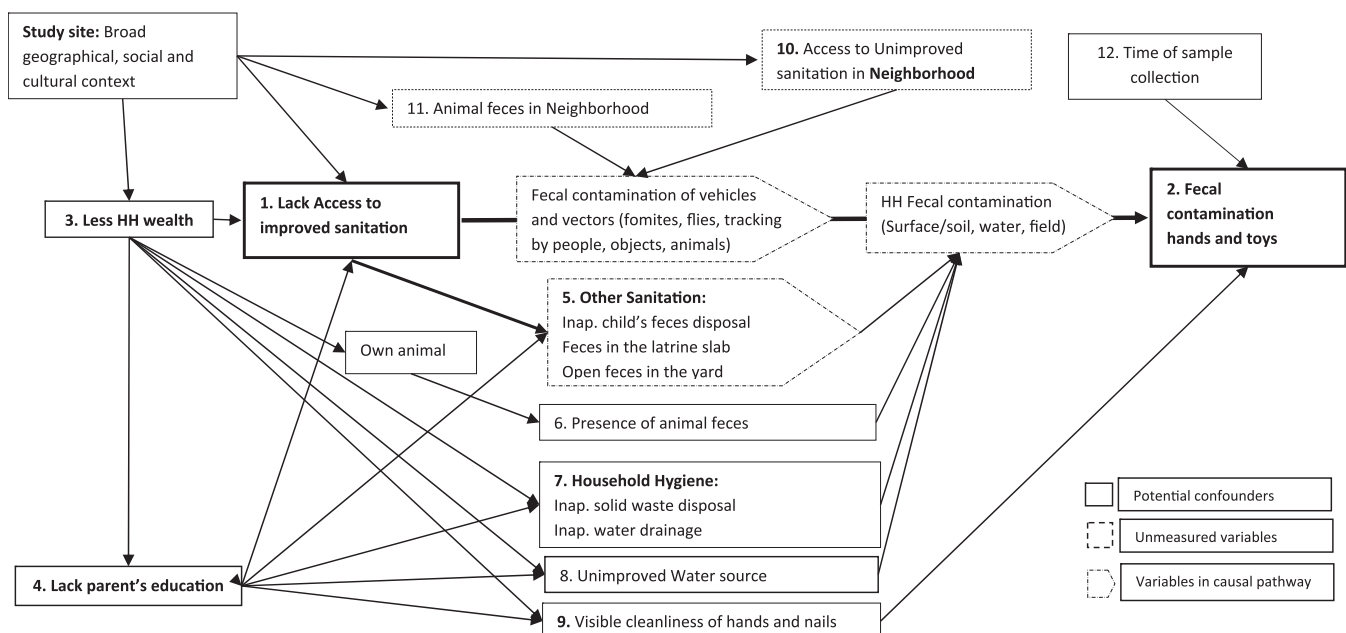 Study site: Broad
geographical, social and
cultural context
10. Access to Unimproved
sanitation in Neighborhood
12. Time of sample
collection
11. Animal feces in Neighborhood
3. Less HH wealth
1. Lack Access to
improved sanitation
Fecal contamination of vehicles
and vectors (fomites, flies, tracking
by people, objects, animals)
HH Fecal contamination
(Surface/soil, water, field)
2. Fecal
contamination
hands and toys
5. Other Sanitation:
Inap. child's feces disposal
Feces in the latrine slab
Open feces in the yard
Own animal
6. Presence of animal feces
7. Household Hygiene:
Inap. solid waste disposal
Inap. water drainage
8. Unimproved Water source
4. Lack parent's education
9. Visible cleanliness of hands and nails
Potential confounders
Unmeasured variables
Variables in causal pathway